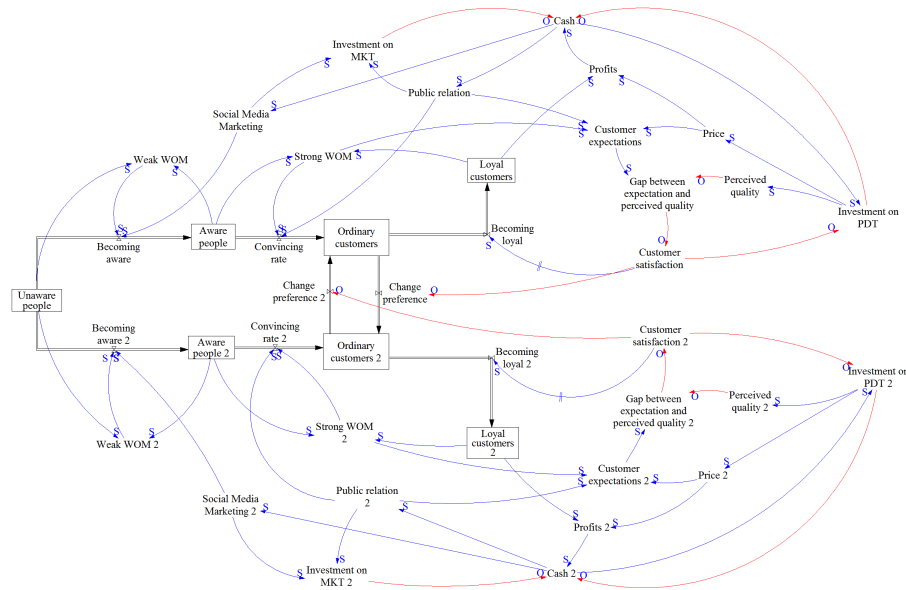 O Cash O
S
Investment on
MKT
S
S
Profits
S
S
S
Public relation
S
Social Media
Marketing
S
S
S
Customer
expectations
S
Price
S
Weak WOM
S
S
Strong WOM
S
S
Loyal
customers
S
Gap between
expectation and
perceived quality
O
Perceived
quality
S
S
Investment on
PDT
O
Aware
people
S
S
Becoming
aware
S
S
Convincing
rate
Ordinary
customers
Becoming
loyal
S
O
Customer
satisfaction
Unaware
people
Change
preference 2
O
Change
preference
O
Becoming
aware 2
S
S
Aware
people 2
Convincing
rate 2
S
S
Ordinary
customers 2
Becoming
loyal 2
S
Customer
satisfaction 2
O
O
Investment on
PDT 2
S
Gap between
expectation and
perceived quality 2
O
Perceived
quality 2
S
S
Weak WOM 2
S
S
Strong WOM
2
S
S
Loyal
customers
2
S
S
S
Customer
expectations 2
S
Price 2
S
Social Media
Marketing 2
S
Public relation
2
S
S
Profits 2
S
S
S
S
Investment on
MKT 2
O Cash 2 O